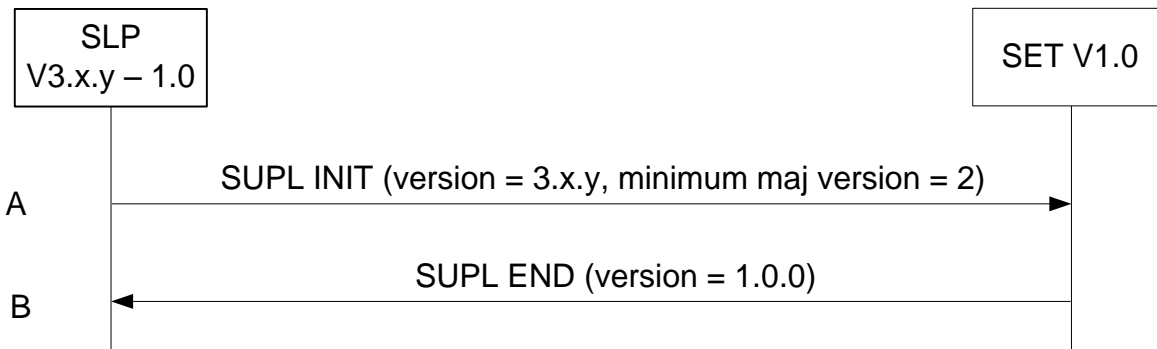 SLP
V3.x.y – 1.0
SET V1.0
SUPL INIT (version = 3.x.y, minimum maj version = 2)
A
SUPL END (version = 1.0.0)
B